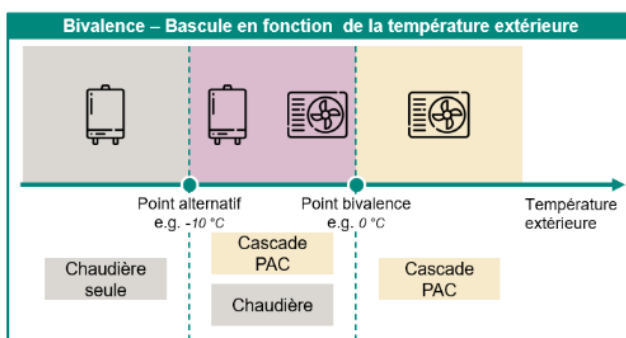 Bivalence – Bascule en fonction de la température extérieure
Point alternatif
e.g. -10 °C
Point bivalence
e.g. 0 °C
Température
extérieure
Chaudière
seule
Cascade
PAC
Chaudière
Cascade
PAC